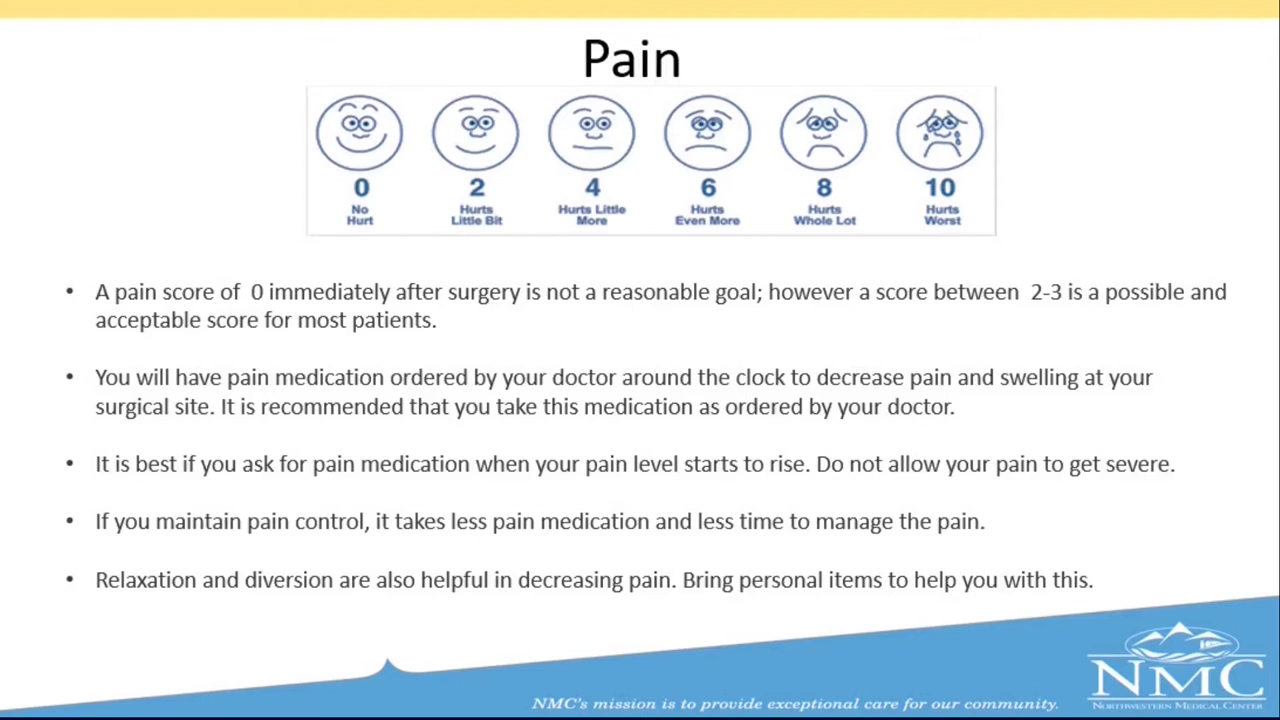 Pain
0 2 4 6 8 10
No Hurt Hurts Little Bit Hurts Little More Hurts Even More Hurts Whole Lot Hurts Worst
• A pain score of 0 immediately after surgery is not a reasonable goal; however a score between 2-3 is a possible and
acceptable score for most patients.
• You will have pain medication ordered by your doctor around the clock to decrease pain and swelling at your
surgical site. It is recommended that you take this medication as ordered by your doctor.
• It is best if you ask for pain medication when your pain level starts to rise. Do not allow your pain to get severe.
• If you maintain pain control, it takes less pain medication and less time to manage the pain.
• Relaxation and diversion are also helpful in decreasing pain. Bring personal items to help you with this.
NMC's mission is to provide exceptional care for our community.
NMC
Northwestern Medical Center